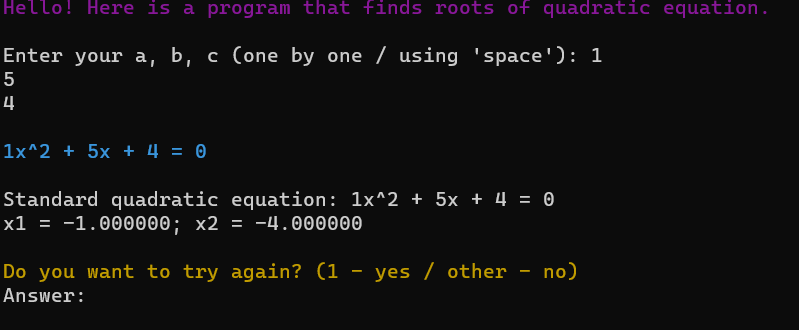 Hello! Here is a program that finds roots of quadratic equation.
Enter your a, b, c (one by one / using 'space'): 1
5
4
1x^2 + 5x + 4 = 0
Standard quadratic equation: 1x^2 + 5x + 4 = 0
x1 = -1.000000; x2 = -4.000000
Do you want to try again? (1 - yes / other - no)
Answer: